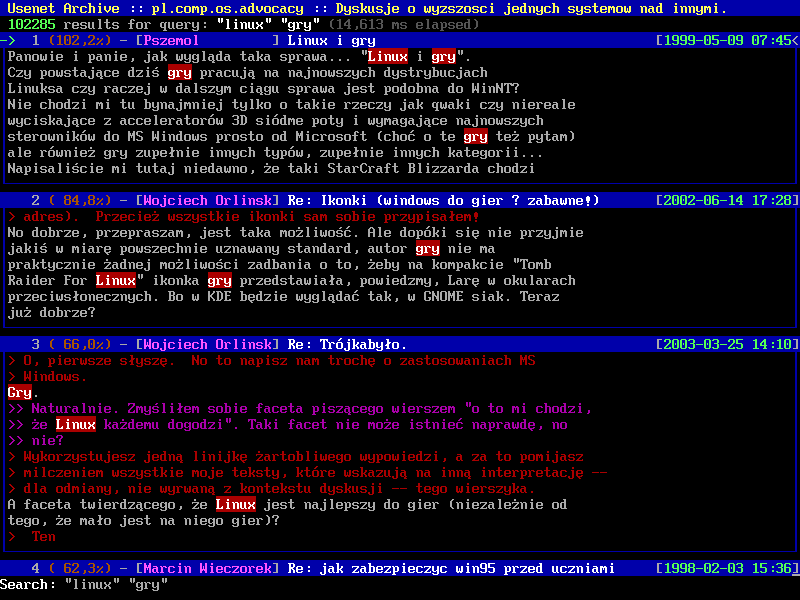 Usenet Archive :: pl.comp.os.advocacy :: Dyskusje o wyzszosci jednych systemow nad innymi.
102285 results for query: "linux" "gry" (14,613 ms elapsed)
-> 1 (102,2%) - [Pszemol ] Linux i gry [1999-05-09 07:45<
Panowie i panie, jak wygląda taka sprawa... "Linux i gry".
Czy powstające dziś gry pracują na najnowszych dystrybucjach
Linuksa czy raczej w dalszym ciągu sprawa jest podobna do WinNT?
Nie chodzi mi tu bynajmniej tylko o takie rzeczy jak qwaki czy niereale
wyciskające z acceleratorów 3D siódme poty i wymagające najnowszych
sterowników do MS Windows prosto od Microsoft (choć o te gry też pytam)
ale również gry zupełnie innych typów, zupełnie innych kategorii...
Napisaliście mi tutaj niedawno, że taki StarCraft Blizzarda chodzi
2 ( 84,8%) - [Wojciech Orlinsk] Re: Ikonki (windows do gier ? zabawne!) [2002-06-14 17:28]
> adres). Przecież wszystkie ikonki sam sobie przypisałem!
No dobrze, przepraszam, jest taka możliwość. Ale dopóki się nie przyjmie
jakiś w miarę powszechnie uznawany standard, autor gry nie ma
praktycznie żadnej możliwości zadbania o to, żeby na kompakcie "Tomb
Raider For Linux" ikonka gry przedstawiała, powiedzmy, Larę w okularach
przeciwsłonecznych. Bo w KDE będzie wyglądać tak, w GNOME siak. Teraz
już dobrze?
3 ( 66,0%) - [Wojciech Orlinsk] Re: Trójkabyło. [2003-03-25 14:10]
> O, pierwsze słyszę. No to napisz nam trochę o zastosowaniach MS
> Windows.
Gry.
>> Naturalnie. Zmyśliłem sobie faceta piszącego wierszem "o to mi chodzi,
>> że Linux każdemu dogodzi". Taki facet nie może istnieć naprawdę, no
>> nie?
> Wykorzystujesz jedną linijkę żartobliwego wypowiedzi, a za to pomijasz
> milczeniem wszystkie moje teksty, które wskazują na inną interpretację --
> dla odmiany, nie wyrwaną z kontekstu dyskusji -- tego wierszyka.
A faceta twierdzącego, że Linux jest najlepszy do gier (niezależnie od
tego, że mało jest na niego gier)?
> Ten
4 ( 62,3%) - [Marcin Wieczorek] Re: jak zabezpieczyc win95 przed uczniami [1998-02-03 15:36]
Search: "linux" "gry"